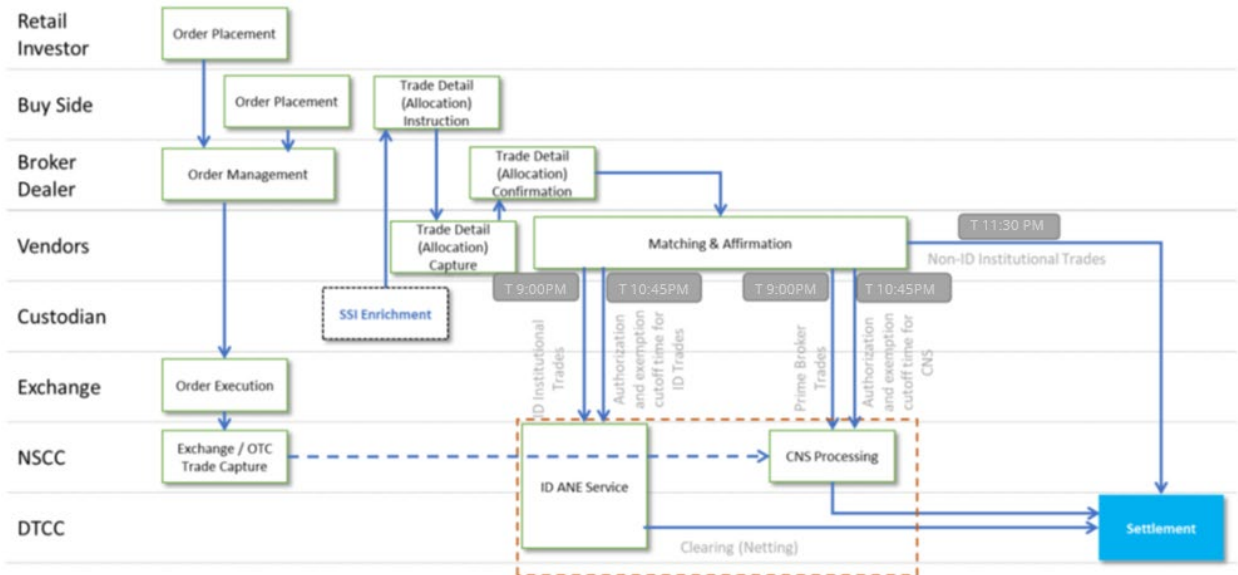 Retail
Investor
Order Placement
Buy Side
Order Placement
Trade Detail
(Allocation)
Instruction
Broker
Dealer
Order Management
Trade Detail
(Allocation)
Confirmation
Vendors
Trade Detail
(Allocation)
Capture
Matching & Affirmation
T 11:30 PM
Non-ID Institutional Trades
T 9:00PM
T 10:45PM
T 9:00PM
T 10:45PM
Custodian
SSI Enrichment
ID Institutional
Trades
Authorization
and exemption
cutoff time for
ID Trades
Prime Broker
Trades
Authorization
and exemption
cutoff time for
CNS
Exchange
Order Execution
NSCC
Exchange / OTC
Trade Capture
ID ANE Service
CNS Processing
DTCC
Clearing (Netting)
Settlement